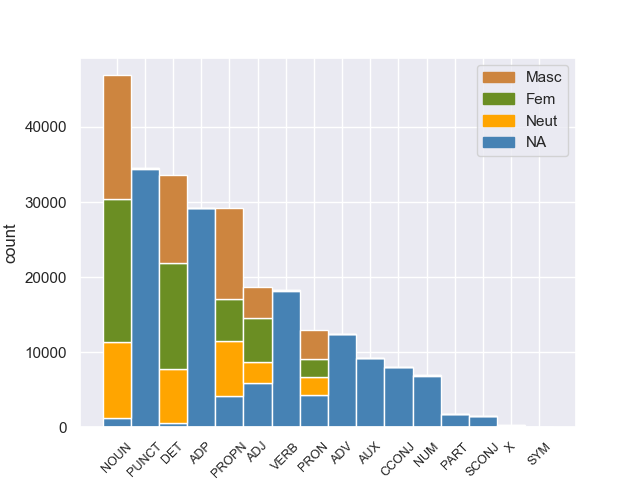 Masc
Fem
Neut
NA
count
40000
30000
20000
10000
0
NOUN
PUNCT
DET
ADP
PROPN
ADJ
VERB
PRON
ADV
AUX
CCONJ
NUM
PART
SCONJ
X
SYM